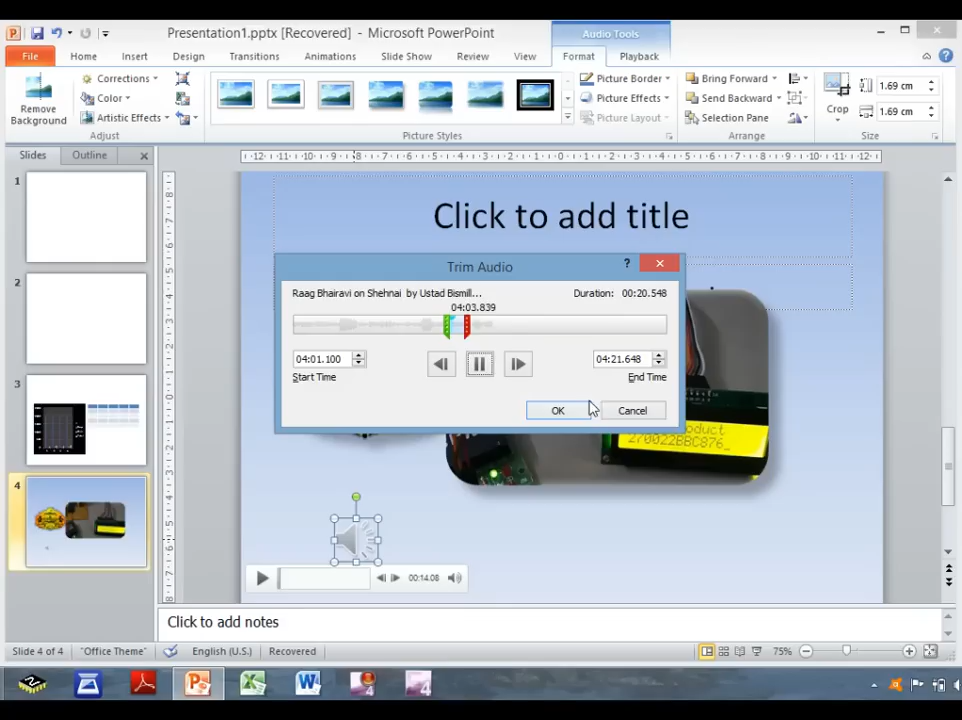 Presentation1.pptx [Recovered] - Microsoft PowerPoint
Audio Tools
File Home Insert Design Transitions Animations Slide Show Review View Format Playback
Remove Background
Corrections
Color
Artistic Effects
Adjust
Picture Styles
Picture Border
Picture Effects
Picture Layout
Bring Forward
Send Backward
Selection Pane
Arrange
Crop
1.69 cm
1.69 cm
Size
Slides Outline
1
2
3
4
Click to add title
Trim Audio
Raag Bhairavi on Shehnai by Ustad Bismill... Duration: 00:20.548
04:03.839
04:01.100 04:21.648
Start Time End Time
OK Cancel
oduct
270022BBC876_
00:14.08
Click to add notes
Slide 4 of 4 "Office Theme" English (U.S.) Recovered 75%